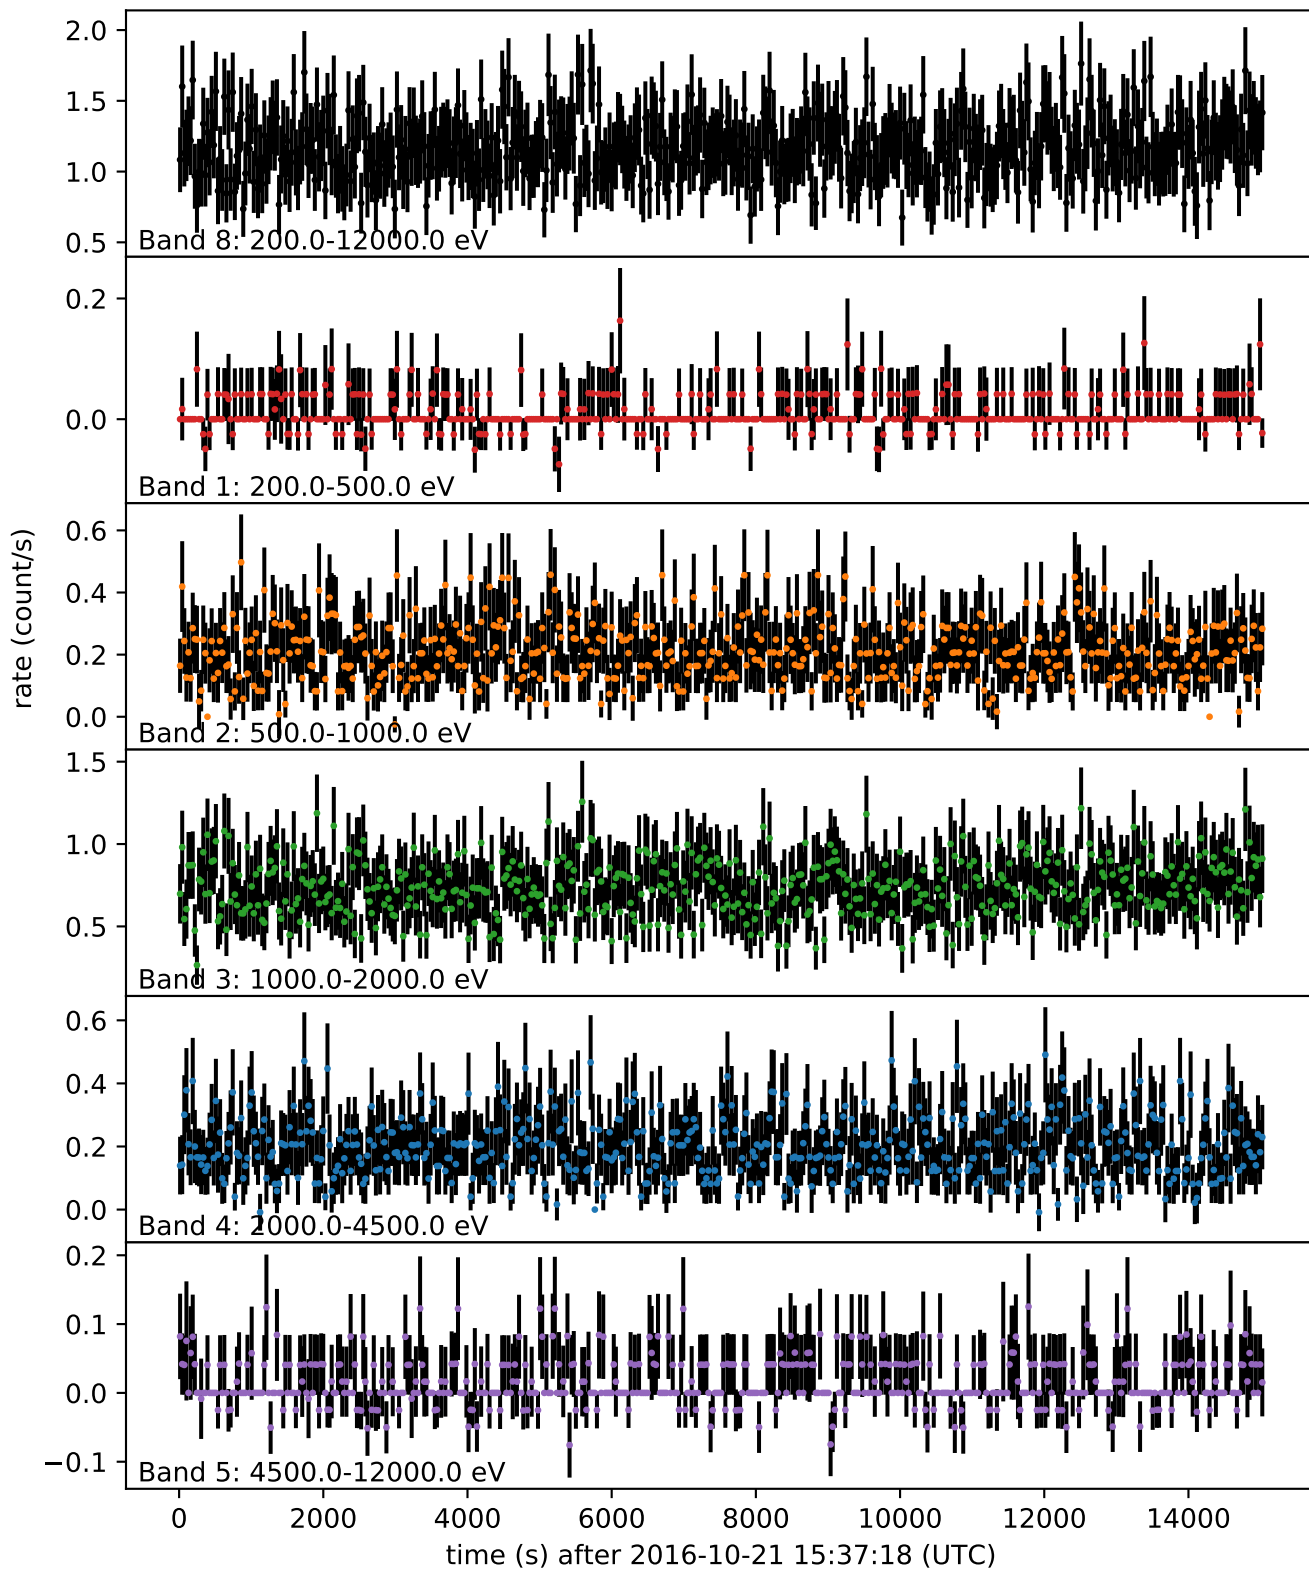 2.0
1.5
1.0
0.5
Band 8: 200.0-12000.0 eV
0.2
0.0
Band 1: 200.0-500.0 eV
0.6
0.4
0.2
0.0
Band 2: 500.0-1000.0 eV
rate (count/s)
1.5
1.0
0.5
Band 3: 1000.0-2000.0 eV
0.6
0.4
0.2
0.0
Band 4: 2000.0-4500.0 eV
0.2
0.1
0.0
−0.1
Band 5: 4500.0-12000.0 eV
0 2000 4000 6000 8000 10000 12000 14000
time (s) after 2016-10-21 15:37:18 (UTC)